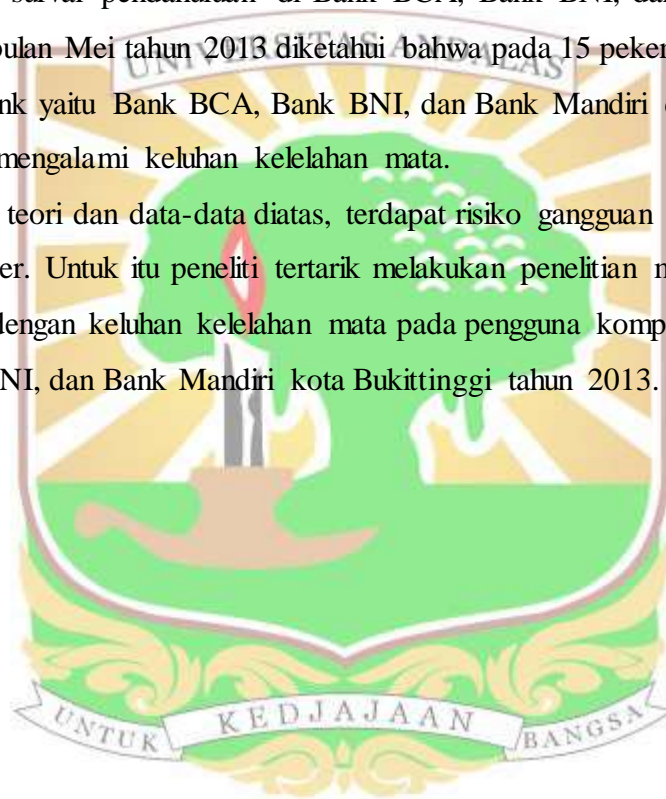 survai pendahuluan di Bank BCA, Bank BNI, dan
bulan Mei tahun 2013 diketahui bahwa pada 15 peker
UNIVERSITAS ANDALAS
nk yaitu Bank BCA, Bank BNI, dan Bank Mandiri
mengalami keluhan kelelahan mata.
teori dan data-data diatas, terdapat risiko gangguan
er. Untuk itu peneliti tertarik melakukan penelitian
dengan keluhan kelelahan mata pada pengguna komp
NI, dan Bank Mandiri kota Bukittinggi tahun 2013.
UNTUK KEDJAJAAN BANGSA